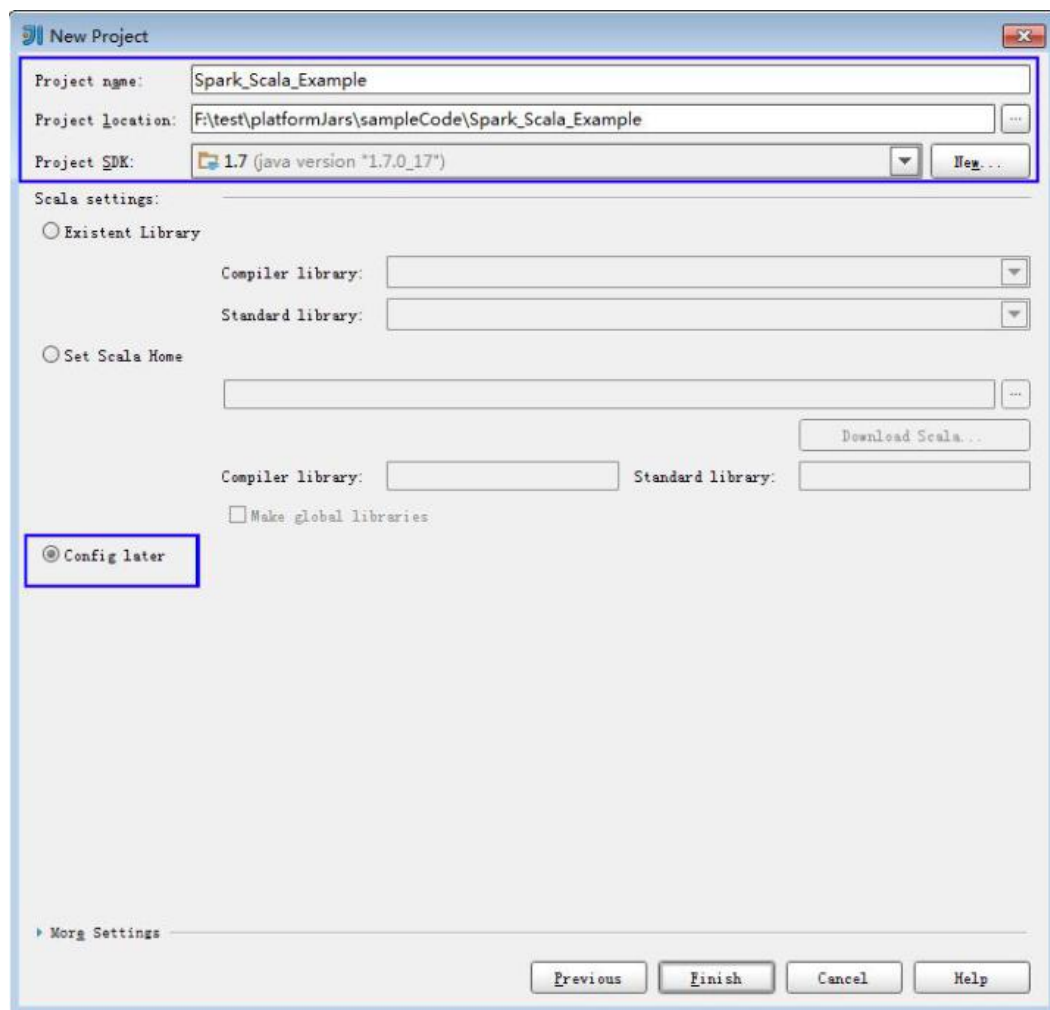 New Project
Project name: Spark_Scala_Example
Project location: F:\test\platformJars\sampleCode\Spark_Scala_Example ...
Project SDK: 1.7 (java version "1.7.0_17") New...
Scala settings:
Existent Library
Compiler library:
Standard library:
Set Scala Home
...
Download Scala...
Compiler library: Standard library:
Make global libraries
Config later
More Settings
Previous Finish Cancel Help